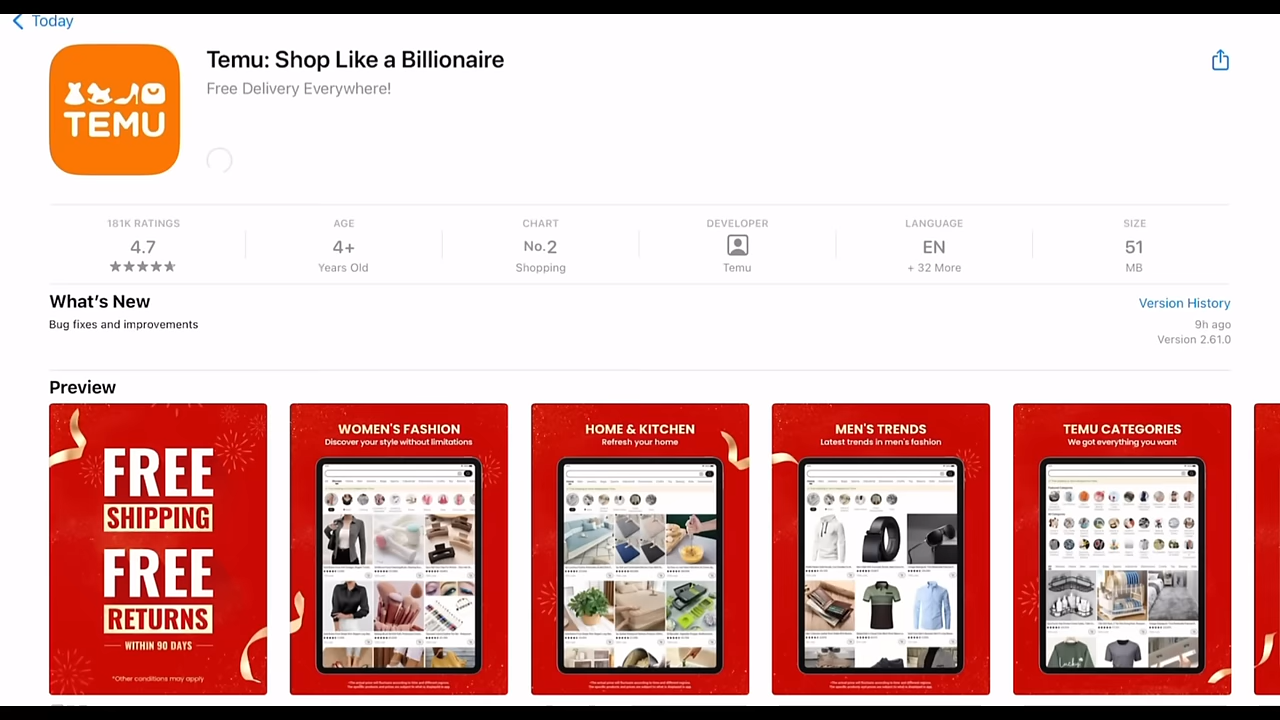 Today
Temu: Shop Like a Billionaire
Free Delivery Everywhere!
TEMU
181K RATINGS
4.7
AGE
4+
Years Old
CHART
No.2
Shopping
DEVELOPER
Temu
LANGUAGE
EN
+ 32 More
SIZE
51
MB
What's New
Version History
Bug fixes and improvements
9h ago
Version 2.61.0
Preview
FREE
SHIPPING
FREE
RETURNS
WITHIN 90 DAYS
*Other conditions may apply
WOMEN'S FASHION
Discover your style without limitations
HOME & KITCHEN
Refresh your home
MEN'S TRENDS
Latest trends in men's fashion
TEMU CATEGORIES
We got everything you want